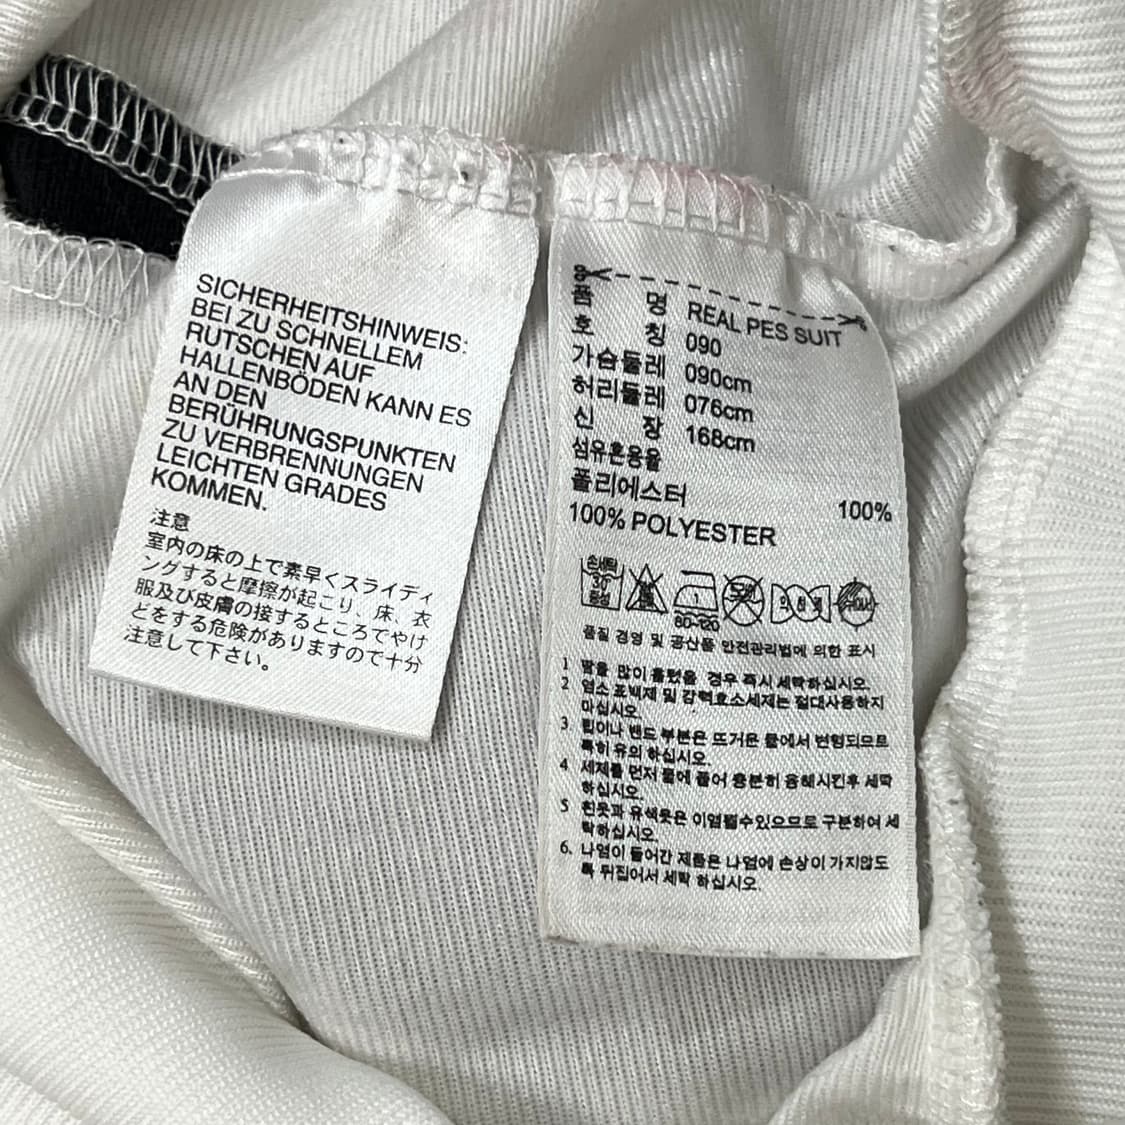 SICHERHEITSHINWEIS:
BEI ZU SCHNELLEM
RUTSCHEN AUF
HALLENBÖDEN KANN ES
AN DEN
BERÜHRUNGSPUNKTEN
ZU VERBRENNUNGEN
LEICHTEN GRADES
KOMMEN.
注意
室内の床の上で素早くスライディ
ングすると摩擦が起こり、床、衣
服及び皮膚の接するところでやけ
どをする危険がありますので十分
注意して下さい。
품 명 REAL PES SUIT
호 칭 090
가슴둘레 090cm
허리둘레 076cm
신 장 168cm
섬유혼용율
폴리에스터 100%
100% POLYESTER
손세탁
30
중성
1
80~120
품질 경영 및 공산품 안전관리법에 의한 표시
1 땀을 많이 흘렸을 경우 즉시 세탁하십시오.
2 염소 표백제 및 강력효소세제는 절대사용하지
마십시오.
3 립이나 밴드 부분은 뜨거운 물에서 변형되므로
특히 유의 하십시오.
4 세제를 먼저 물에 풀어 충분히 용해시킨후 세탁
하십시오.
5 흰옷과 유색옷은 이염될수있으므로 구분하여 세
탁하십시오.
6. 나염이 들어간 제품은 나염에 손상이 가지않도
록 뒤집어서 세탁 하십시오.